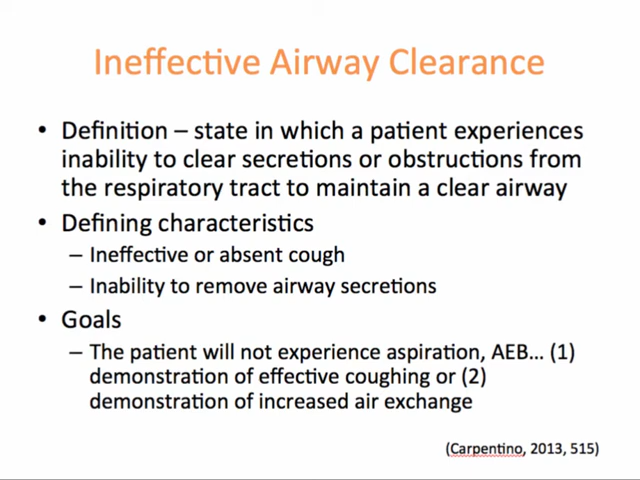 Ineffective Airway Clearance
• Definition – state in which a patient experiences
inability to clear secretions or obstructions from
the respiratory tract to maintain a clear airway
• Defining characteristics
– Ineffective or absent cough
– Inability to remove airway secretions
• Goals
– The patient will not experience aspiration, AEB… (1)
demonstration of effective coughing or (2)
demonstration of increased air exchange
(Carpentino, 2013, 515)